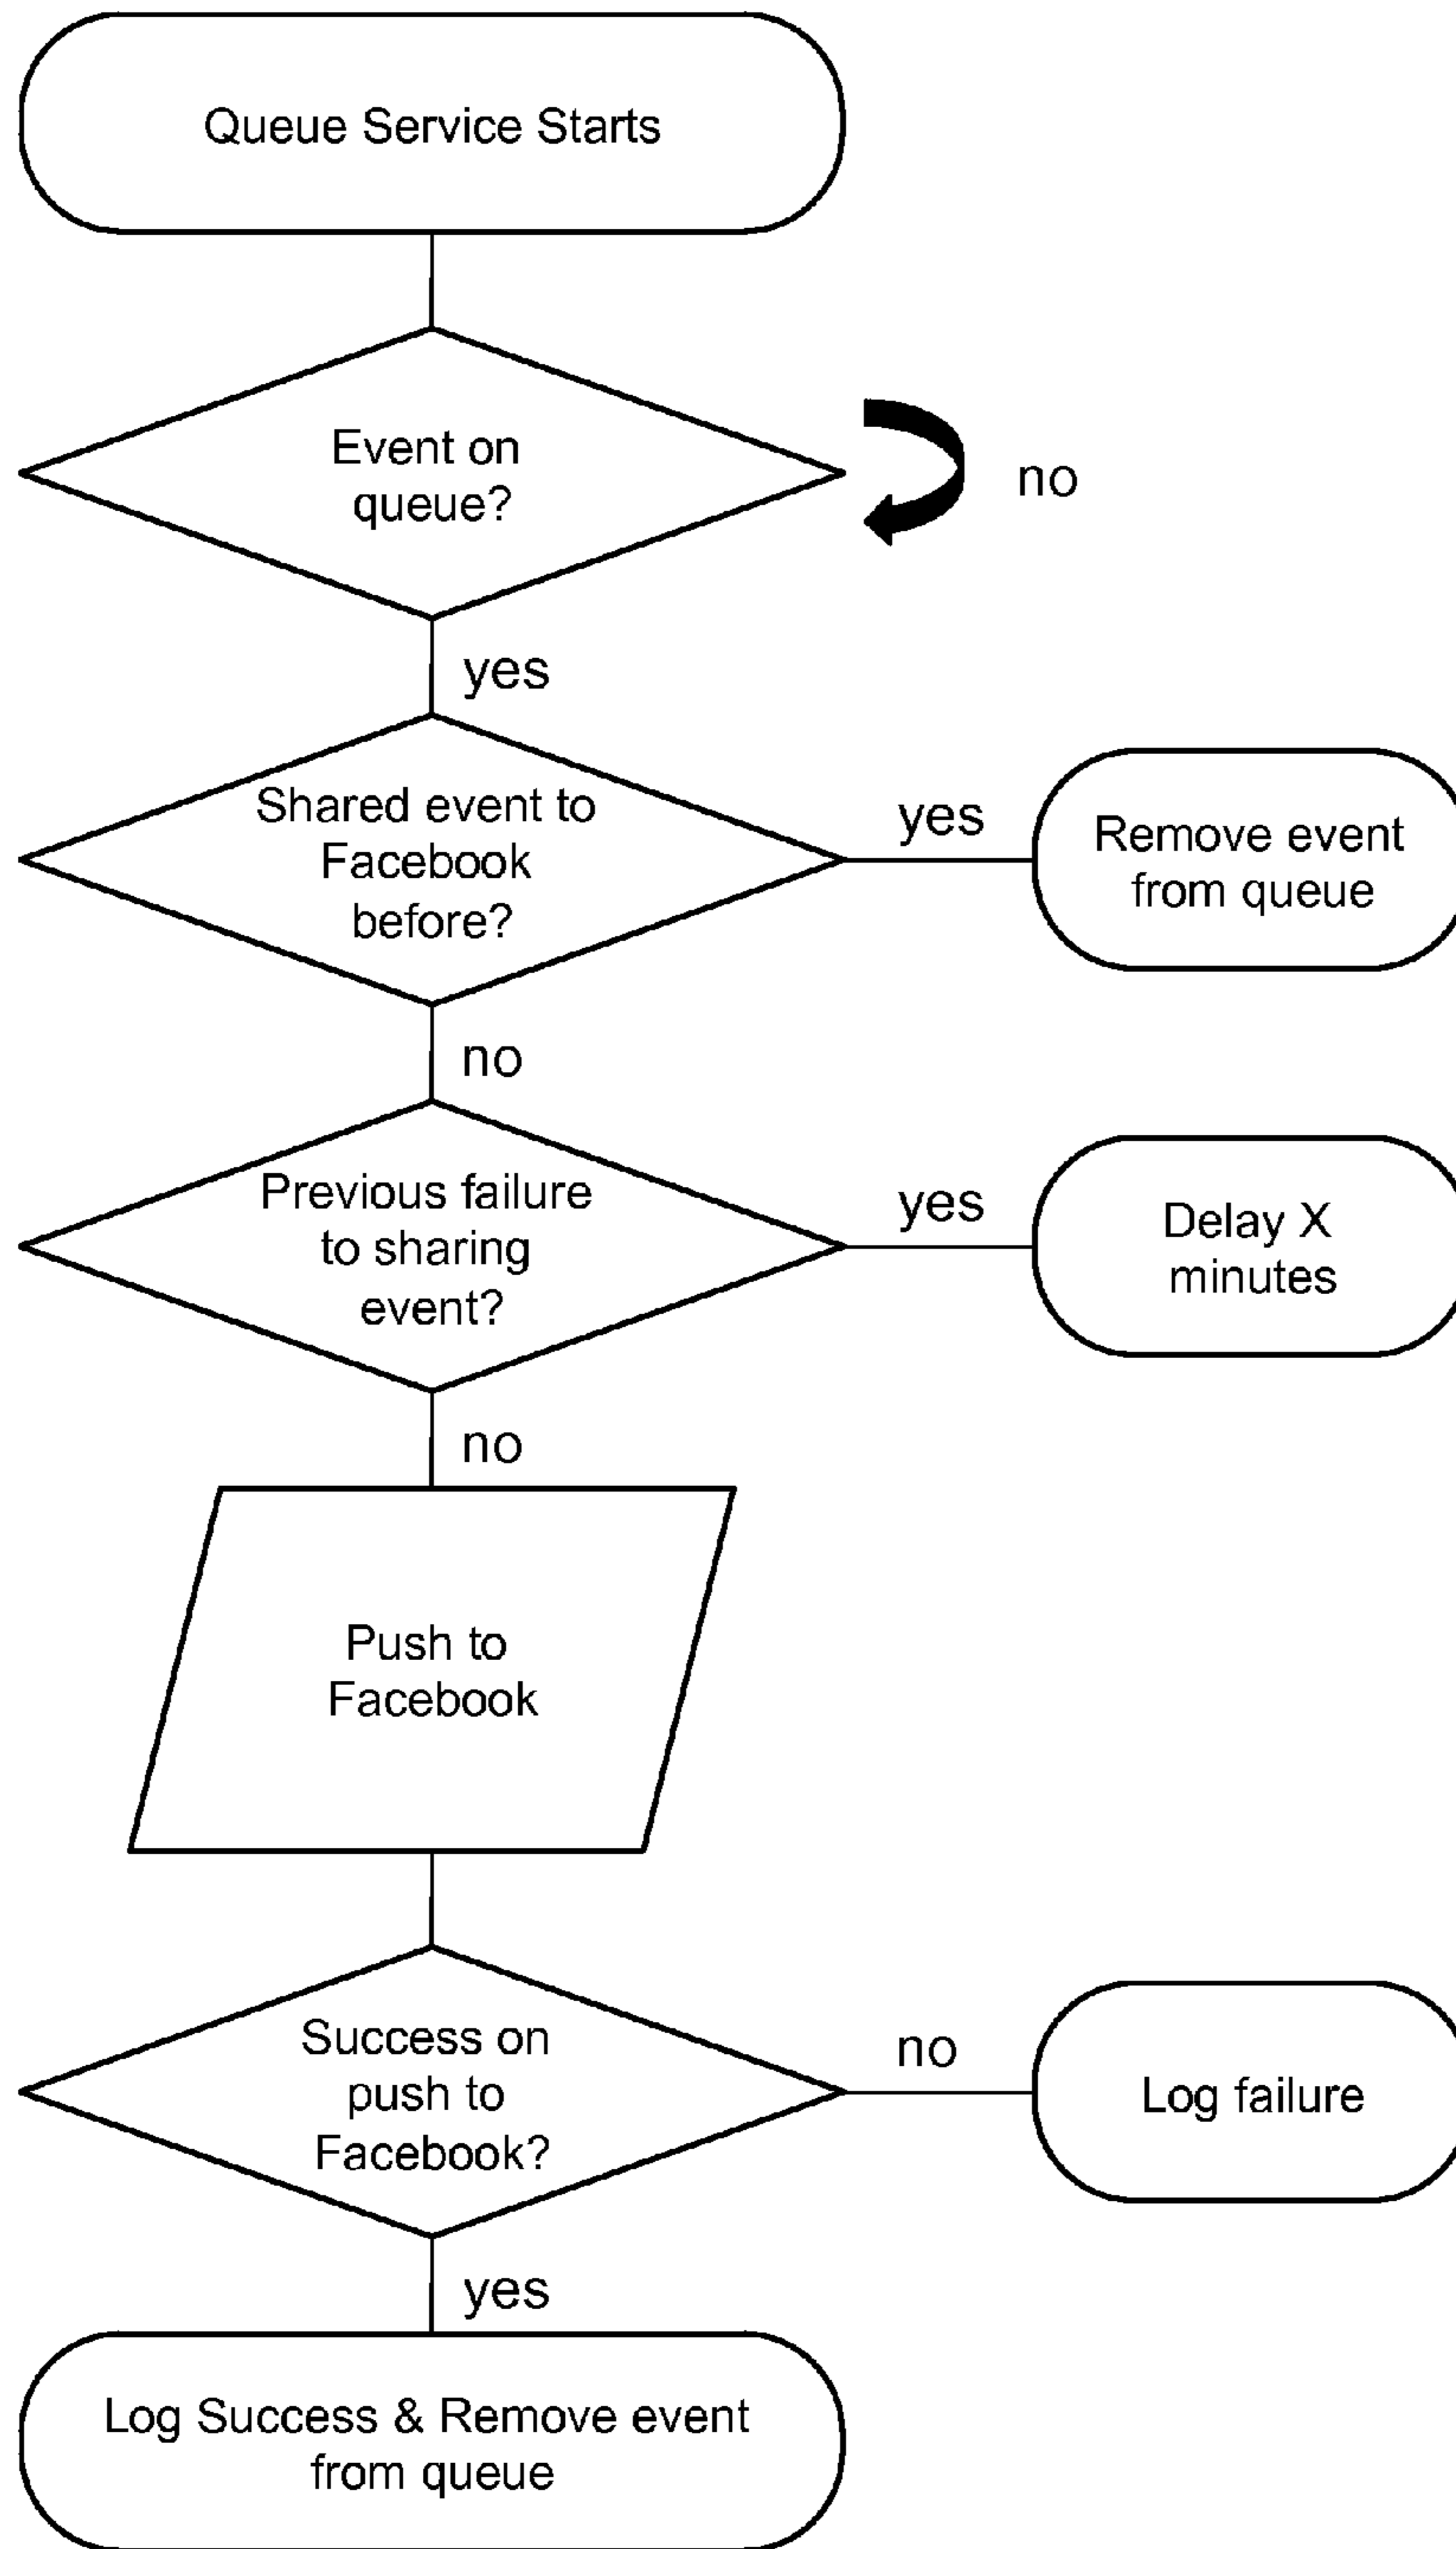 Queue Service Starts
Event on
queue?
no
yes
Shared event to
Facebook
before?
yes
Remove event
from queue
no
Previous failure
to sharing
event?
yes
Delay X
minutes
no
Push to
Facebook
Success on
push to
Facebook?
no
Log failure
yes
Log Success & Remove event
from queue